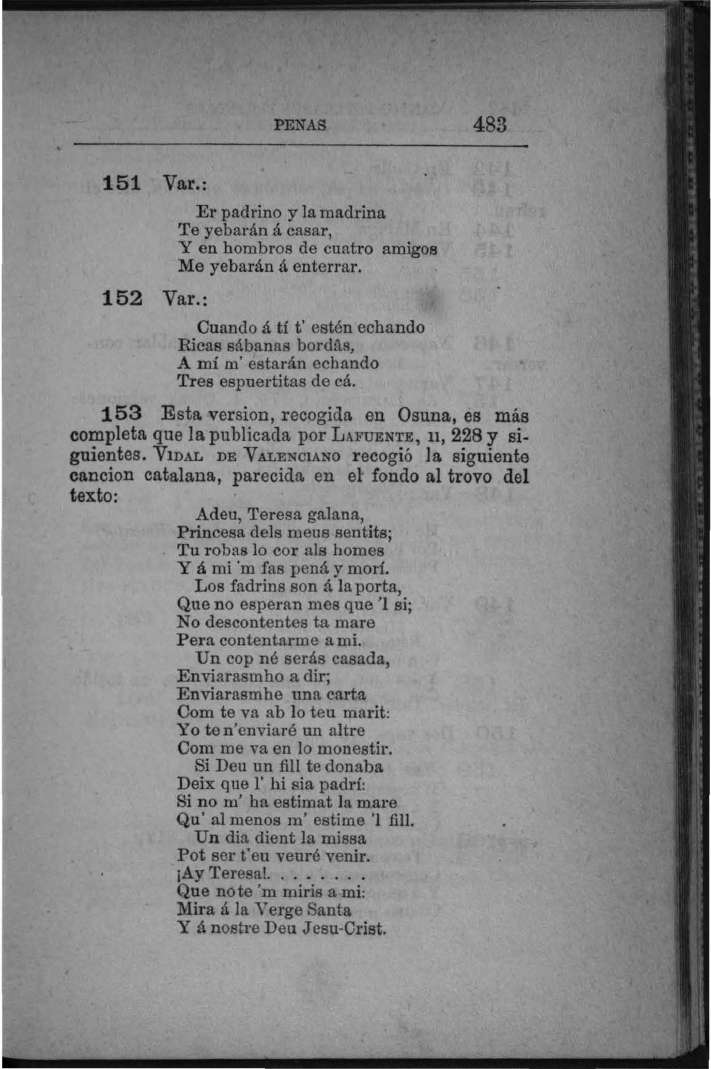 PENAS 483
151 Var.:
Er padrino y la madrina
Te yebarán á casar,
Y en hombros de cuatro amigos
Me yebarán á enterrar.
152 Var.:
Cuando á tí t' estén echando
Ricas sábanas bordâs,
A mí m' estarán echando
Tres espuertitas de cá.
153 Esta version, recogida en Osuna, es más
completa que la publicada por LAFUENTE, II, 228 y si-
guientes. VIDAL DE VALENCIANO recogió la siguiente
cancion catalana, parecida en el fondo al trovo del
texto:
Adeu, Teresa galana,
Princesa dels meus sentits;
Tu robas lo cor als homes
Y á mi 'm fas pená y morí.
Los fadrins son á la porta,
Que no esperan mes que 'l si;
No descontentes ta mare
Pera contentarme a mi.
Un cop né serás casada,
Enviarasmho a dir;
Enviarasmhe una carta
Com te va ab lo teu marit:
Yo te n'enviaré un altre
Com me va en lo monestir.
Si Deu un fill te donaba
Deix que l' hi sia padrí:
Si no m' ha estimat la mare
Qu' al menos m' estime 'l fill.
Un dia dient la missa
Pot ser t'eu veuré venir.
¡Ay Teresa!. . . . . . . .
Que no te 'm miris a mi:
Mira á la Verge Santa
Y á nostre Deu Jesu-Crist.